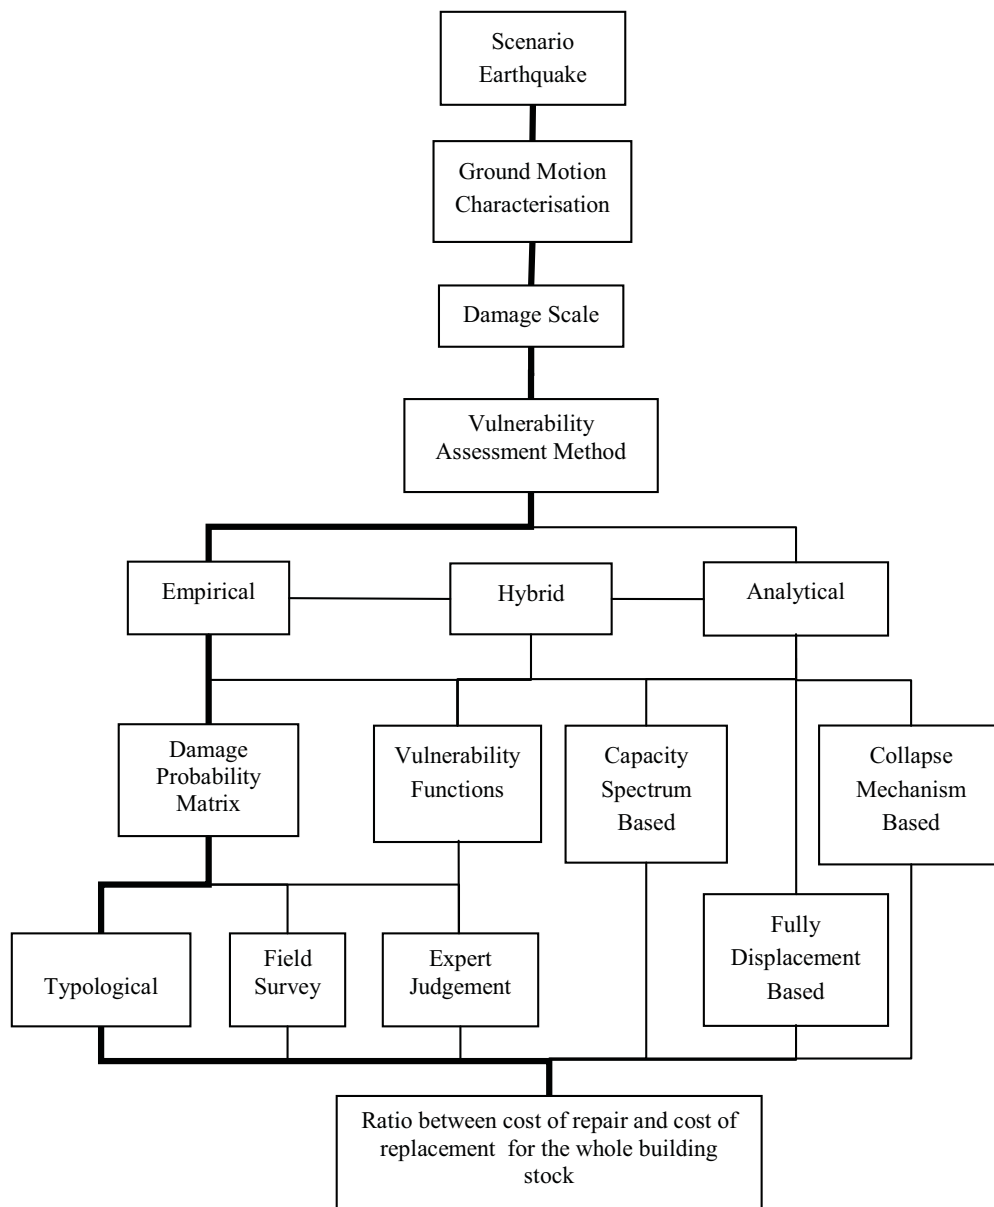 Scenario
Earthquake
Ground Motion
Characterisation
Damage Scale
Vulnerability
Assessment Method
Empirical
Hybrid
Analytical
Damage
Probability
Matrix
Vulnerability
Functions
Capacity
Spectrum
Based
Collapse
Mechanism
Based
Typological
Field
Survey
Expert
Judgement
Fully
Displacement
Based
Ratio between cost of repair and cost of
replacement for the whole building
stock